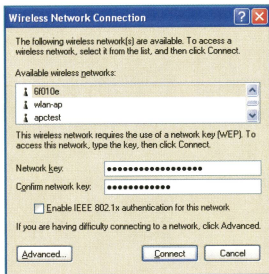 Wireless Network Connection
The following wireless network(s) are available. To access a
wireless network, select it from the list, and then click Connect.
Available wireless networks:
6f010e
wlan-ap
apctest
This wireless network requires the use of a network key (WEP). To
access this network, type the key, then click Connect.
Network key:
Confirm network key:
Enable IEEE 802.1x authentication for this network
If you are having difficulty connecting to a network, click Advanced.
Advanced... Connect Cancel